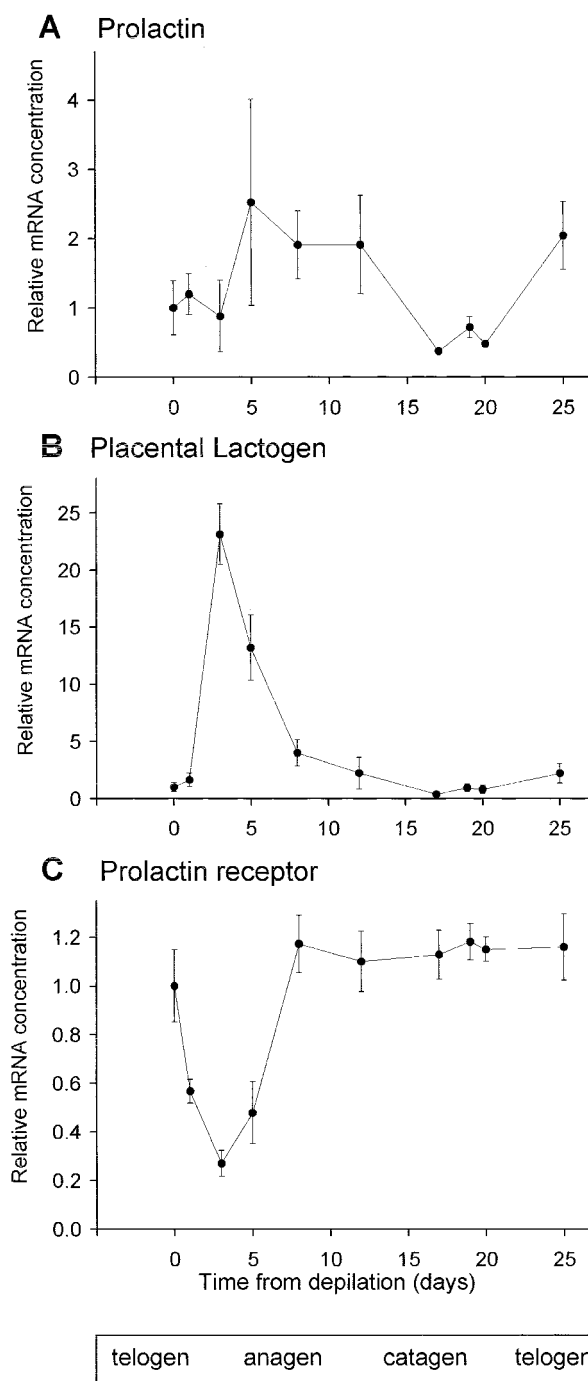 A Prolactin
Relative mRNA concentration
4
3
2
1
0
0 5 10 15 20 25
B Placental Lactogen
Relative mRNA concentration
25
20
15
10
5
0
0 5 10 15 20 25
C Prolactin receptor
Relative mRNA concentration
1.2
1.0
0.8
0.6
0.4
0.2
0.0
0 5 10 15 20 25
Time from depilation (days)
telogen anagen catagen telogen